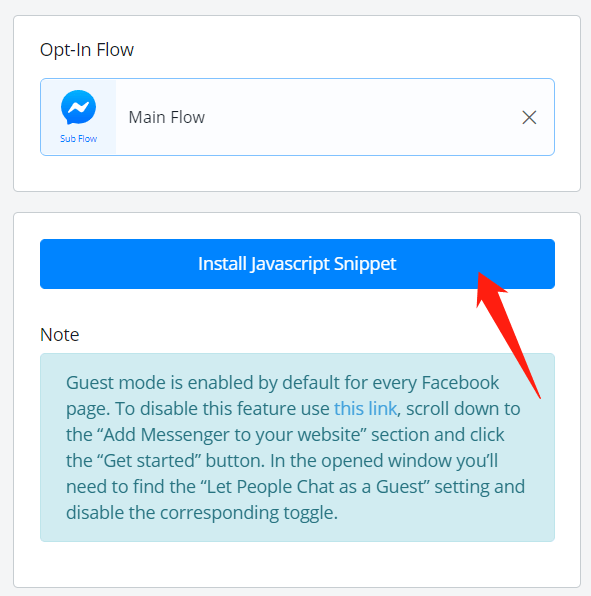 Opt-In Flow
Sub Flow
Main Flow
Install Javascript Snippet
Note
Guest mode is enabled by default for every Facebook
page. To disable this feature use this link, scroll down to
the “Add Messenger to your website” section and click
the “Get started” button. In the opened window you’ll
need to find the “Let People Chat as a Guest” setting and
disable the corresponding toggle.